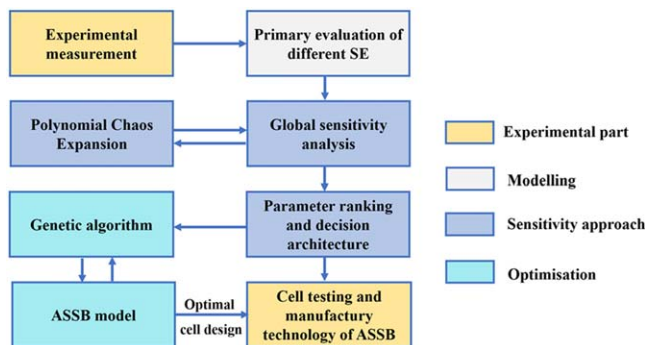 Experimental
measurement
Primary evaluation of
different SE
Polynomial Chaos
Expansion
Global sensitivity
analysis
Genetic algorithm
Parameter ranking
and decision
architecture
ASSB model
Optimal
cell design
Cell testing and
manufactury
technology of ASSB
Experimental part
Modelling
Sensitivity approach
Optimisation